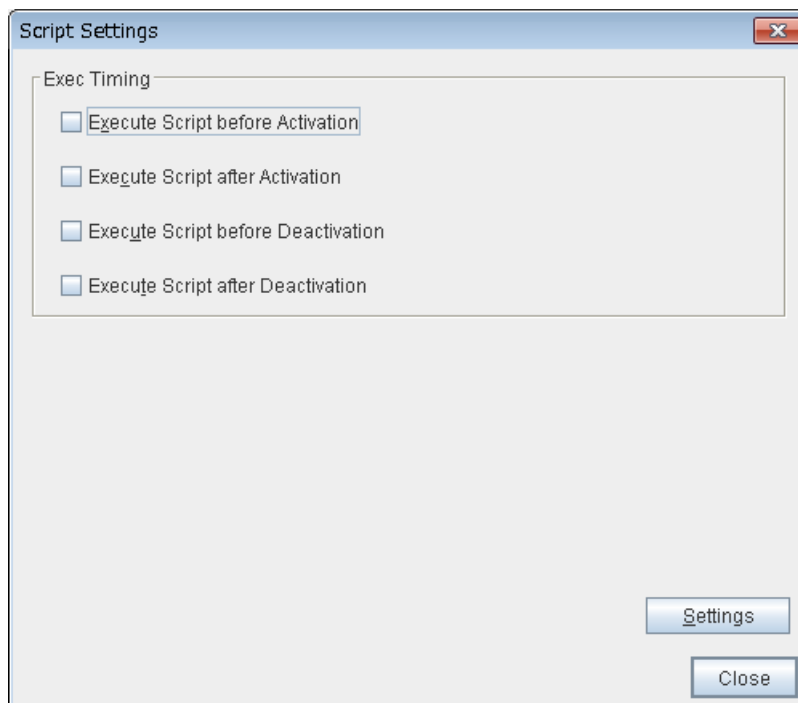 Script Settings
Exec Timing
Execute Script before Activation
Execute Script after Activation
Execute Script before Deactivation
Execute Script after Deactivation
Settings
Close